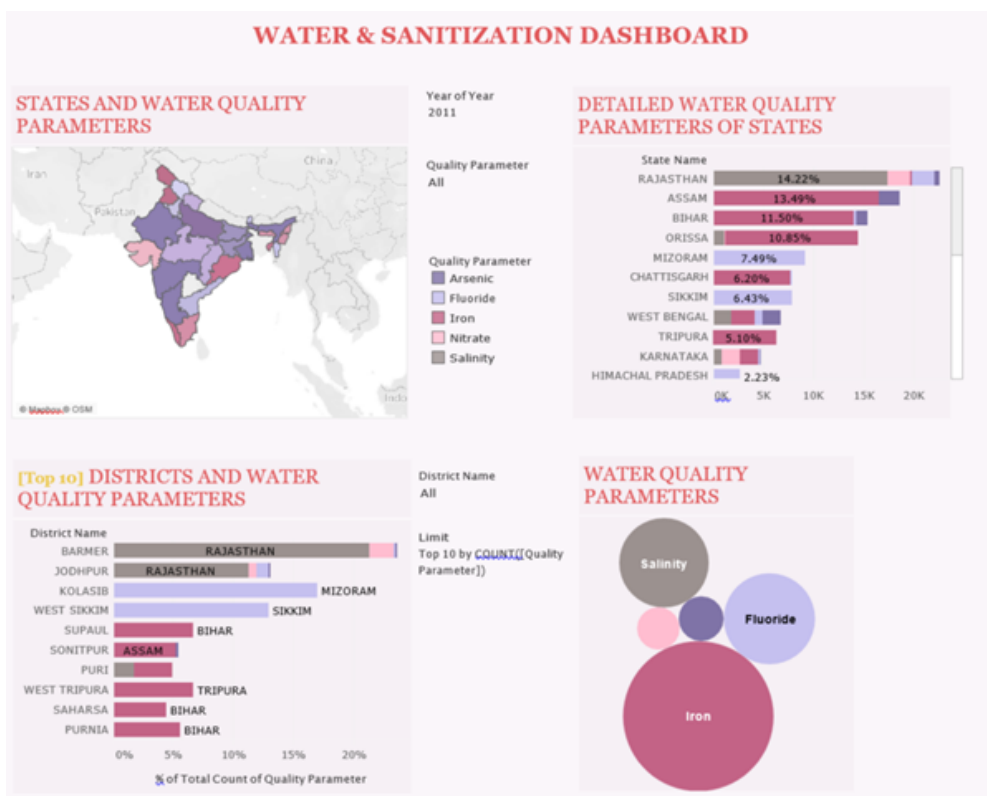 WATER & SANITIZATION DASHBOARD
STATES AND WATER QUALITY
PARAMETERS
Iran
China
Pakistan
Indo
© Mapbox © OSM
Year of Year
2011
Quality Parameter
All
Quality Parameter
Arsenic
Fluoride
Iron
Nitrate
Salinity
DETAILED WATER QUALITY
PARAMETERS OF STATES
State Name
RAJASTHAN 14.22%
ASSAM 13.49%
BIHAR 11.50%
ORISSA 10.85%
MIZORAM 7.49%
CHATTISGARH 6.20%
SIKKIM 6.43%
WEST BENGAL
TRIPURA 5.10%
KARNATAKA
HIMACHAL PRADESH 2.23%
0K 5K 10K 15K 20K
[Top 10] DISTRICTS AND WATER
QUALITY PARAMETERS
District Name
BARMER RAJASTHAN
JODHPUR RAJASTHAN
KOLASIB MIZORAM
WEST SIKKIM SIKKIM
SUPAUL BIHAR
SONITPUR ASSAM
PURI
WEST TRIPURA TRIPURA
SAHARSA BIHAR
PURNIA BIHAR
0% 5% 10% 15% 20%
% of Total Count of Quality Parameter
District Name
All
Limit
Top 10 by COUNT([Quality
Parameter])
WATER QUALITY
PARAMETERS
Salinity
Fluoride
Iron